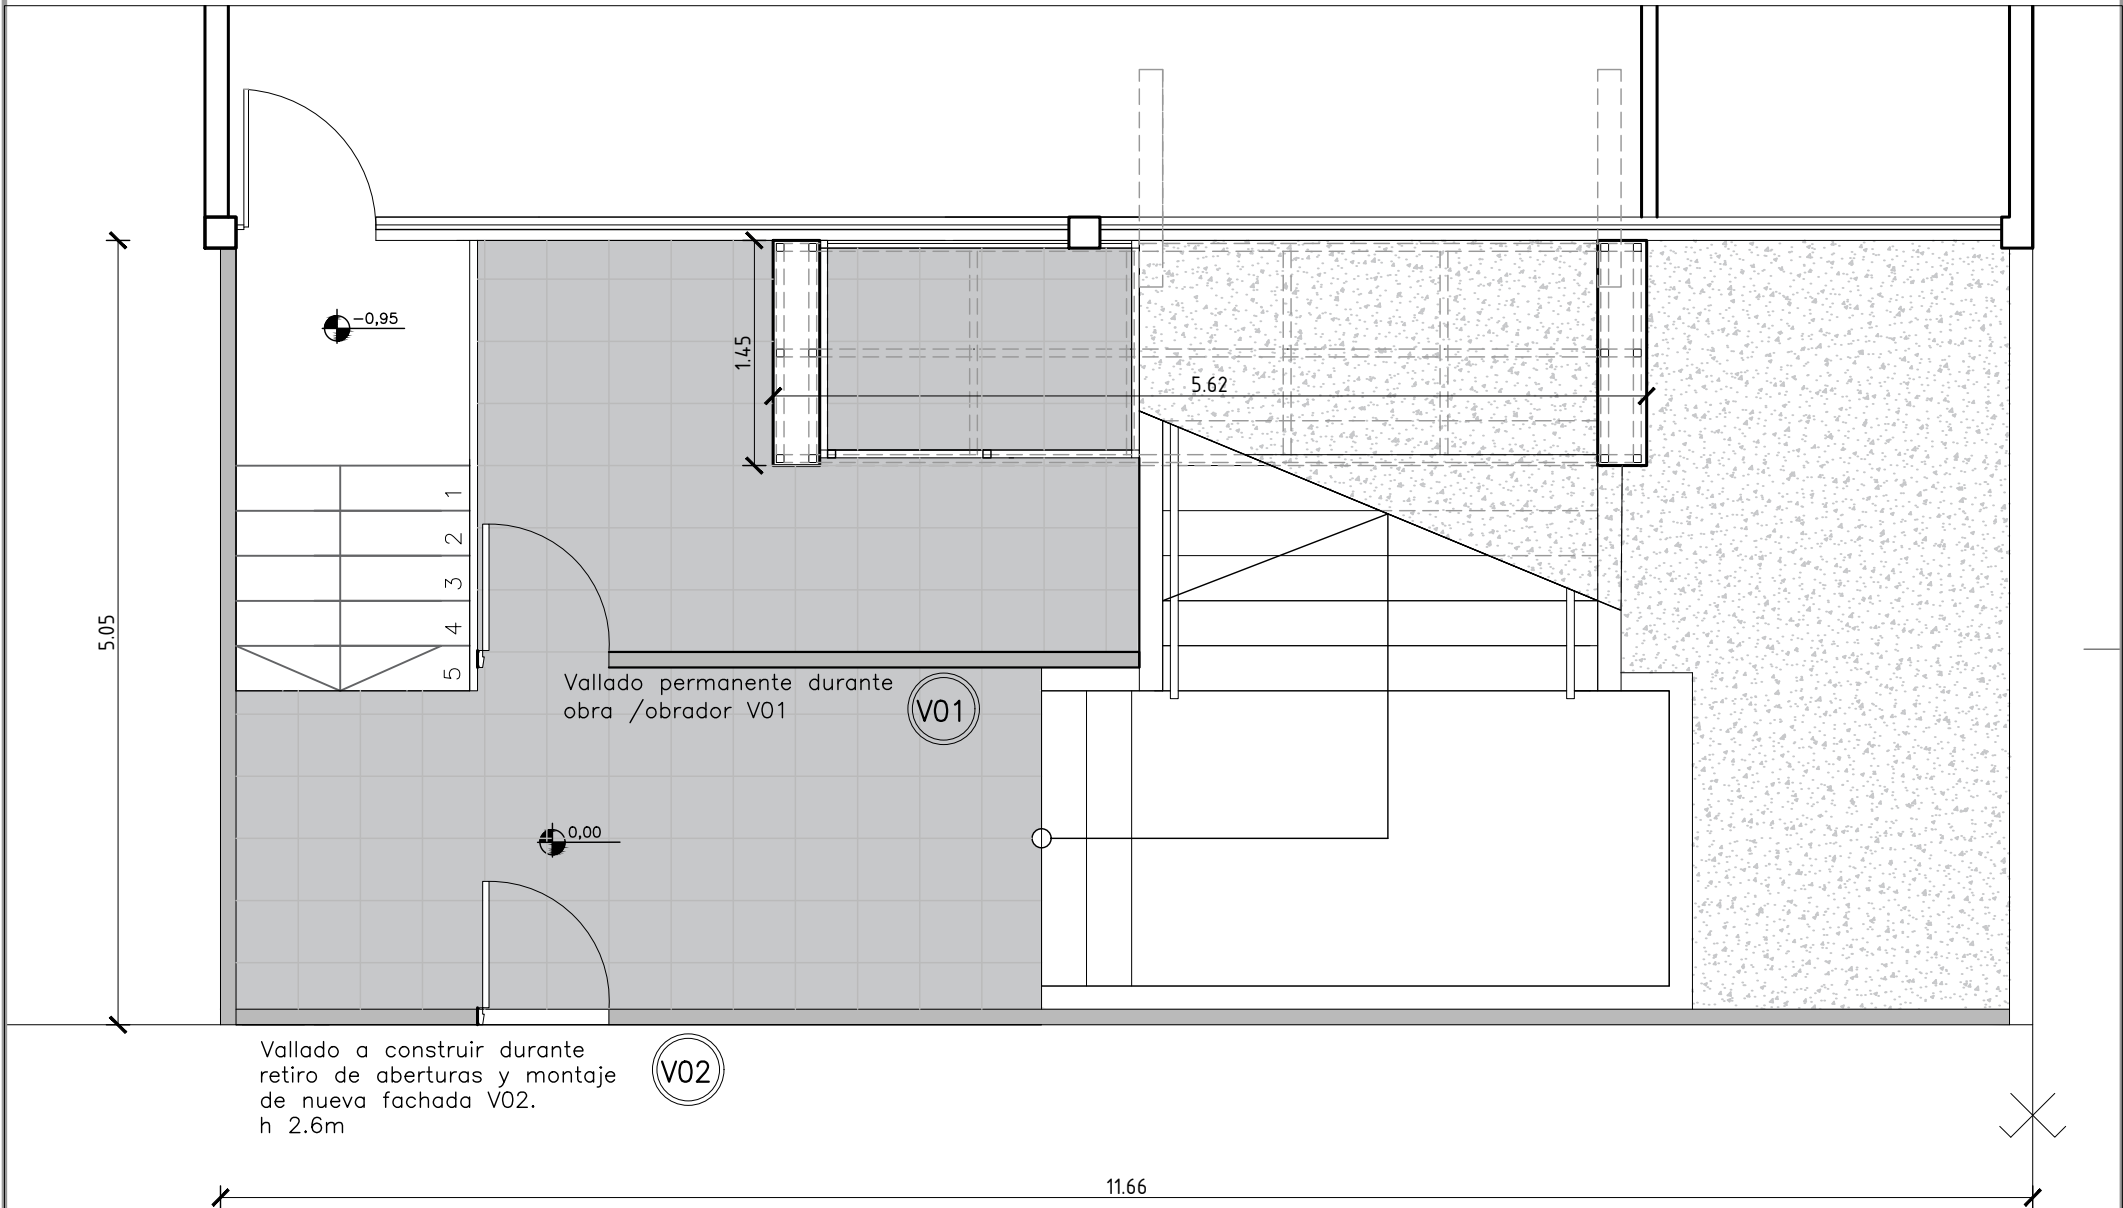 -0,95
1.45
5.62
1
2
3
4
5
5.05
Vallado permanente durante
obra /obrador V01
V01
0,00
Vallado a construir durante
retiro de aberturas y montaje
de nueva fachada V02.
h 2.6m
V02
11.66